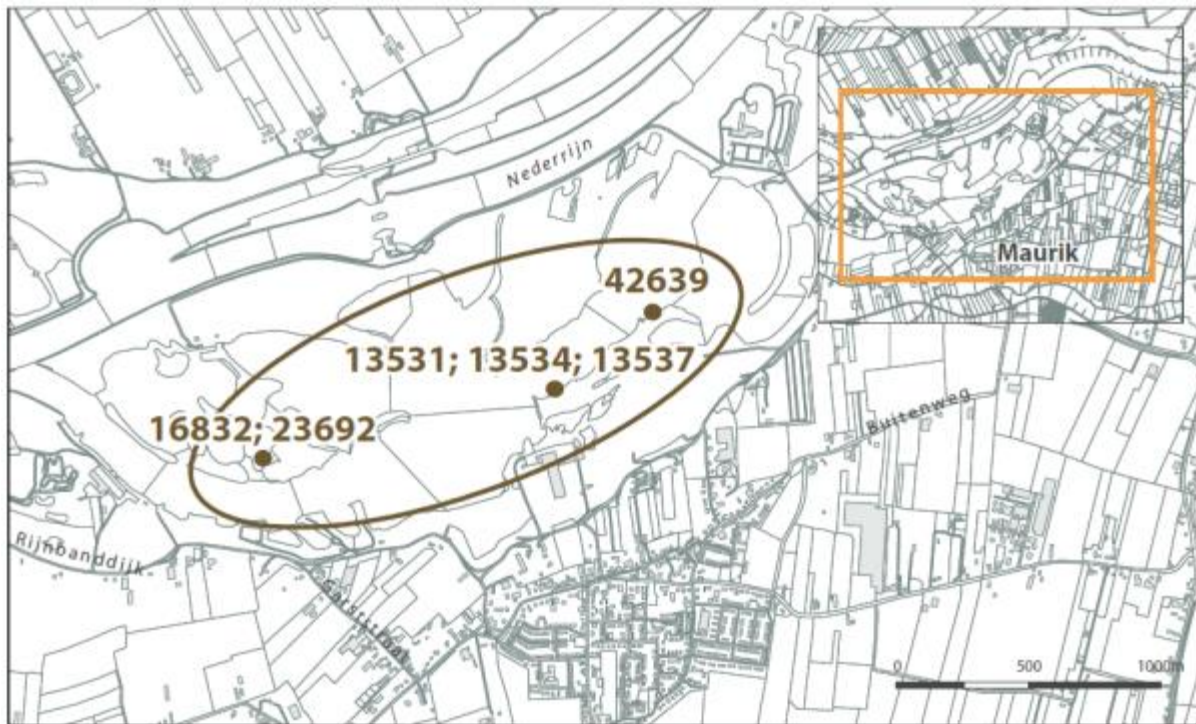 Nederrijn
Maurik
42639
13531; 13534; 13537
16832; 23692
Buitenweg
Rijnbanddijk
0 500 1000m